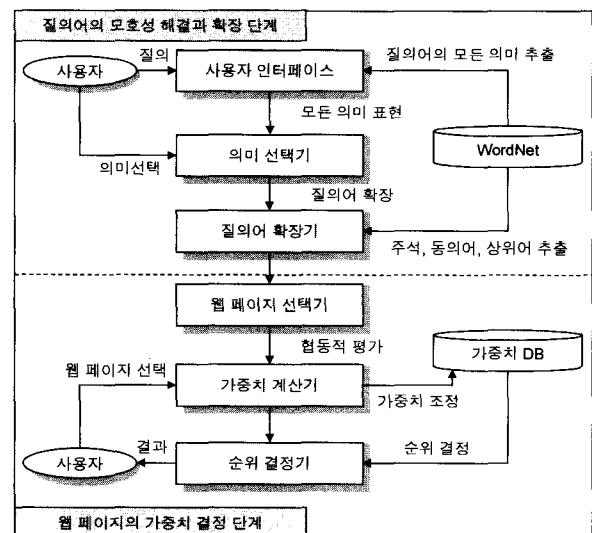 질의어의 모호성 해결과 확장 단계
질의
질의어의 모든 의미 추출
사용자
사용자 인터페이스
모든 의미 표현
의미 선택기
WordNet
의미선택
질의어 확장
질의어 확장기
주석, 동의어, 상위어 추출
웹 페이지 선택기
협동적 평가
웹 페이지 선택
가중치 DB
가중치 계산기
가중치 조정
결과
순위 결정
사용자
순위 결정기
웹 페이지의 가중치 결정 단계